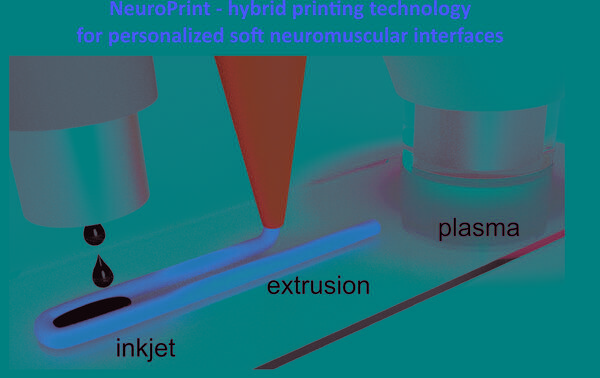 NeuroPrint - hybrid printing technology
for personalized soft neuromuscular interfaces
plasma
extrusion
inkjet